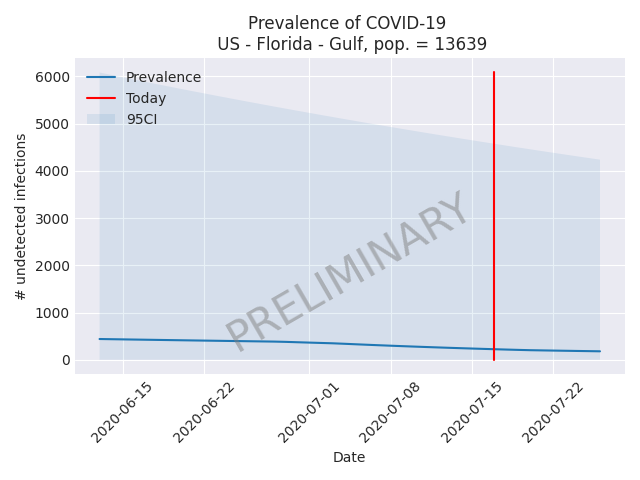 Prevalence of COVID-19
US - Florida - Gulf, pop. = 13639
Prevalence
Today
95CI
# undetected infections
6000
5000
4000
3000
2000
1000
0
PRELIMINARY
2020-06-15
2020-06-22
2020-07-01
2020-07-08
2020-07-15
2020-07-22
Date